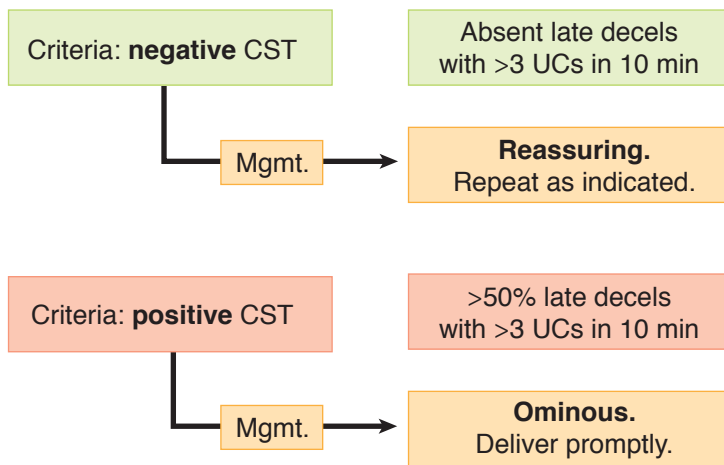 Criteria: negative CST
Absent late decels
with >3 UCs in 10 min
Mgmt.
Reassuring.
Repeat as indicated.
Criteria: positive CST
>50% late decels
with >3 UCs in 10 min
Mgmt.
Ominous.
Deliver promptly.